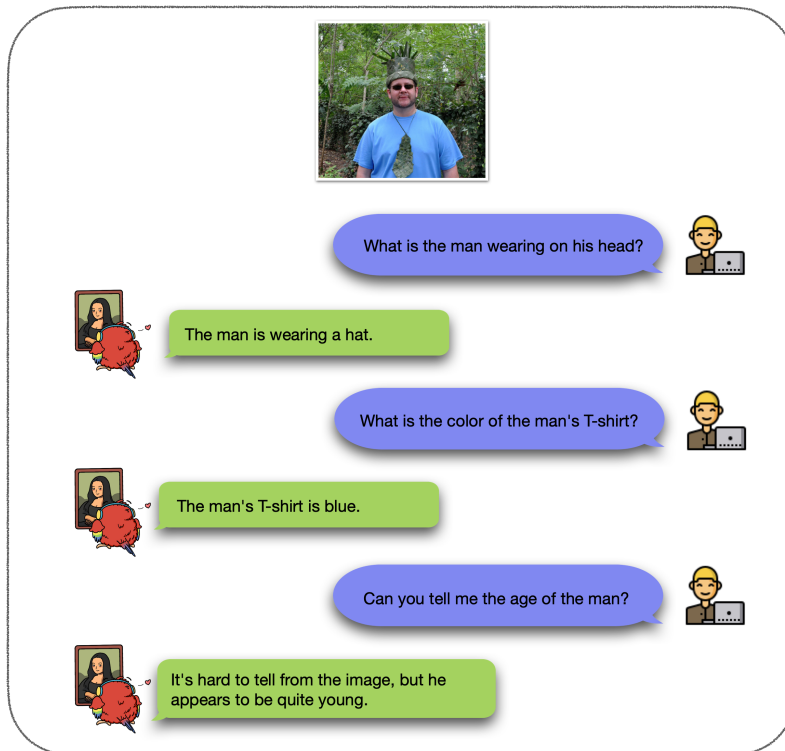 What is the man wearing on his head?
The man is wearing a hat.
What is the color of the man's T-shirt?
The man's T-shirt is blue.
Can you tell me the age of the man?
It's hard to tell from the image, but he
appears to be quite young.